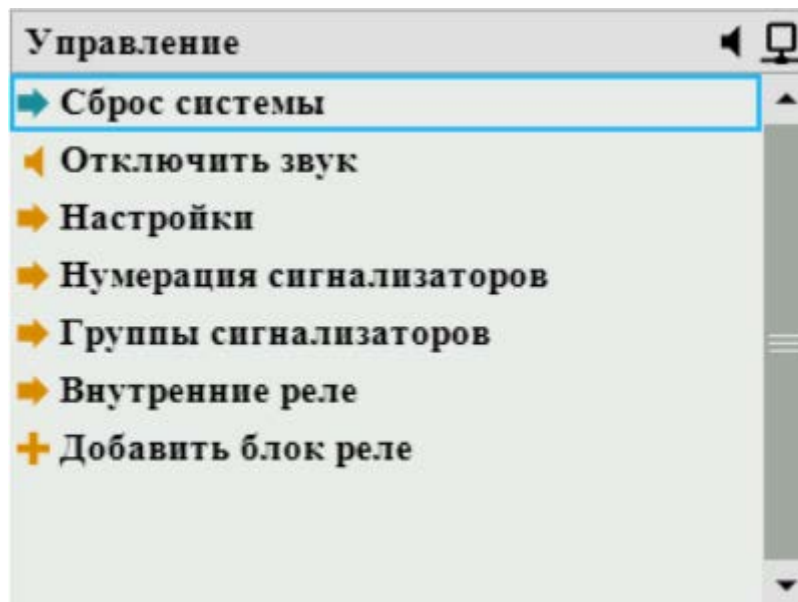 Управление
Сброс системы
Отключить звук
Настройки
Нумерация сигнализаторов
Группы сигнализаторов
Внутренние реле
Добавить блок реле